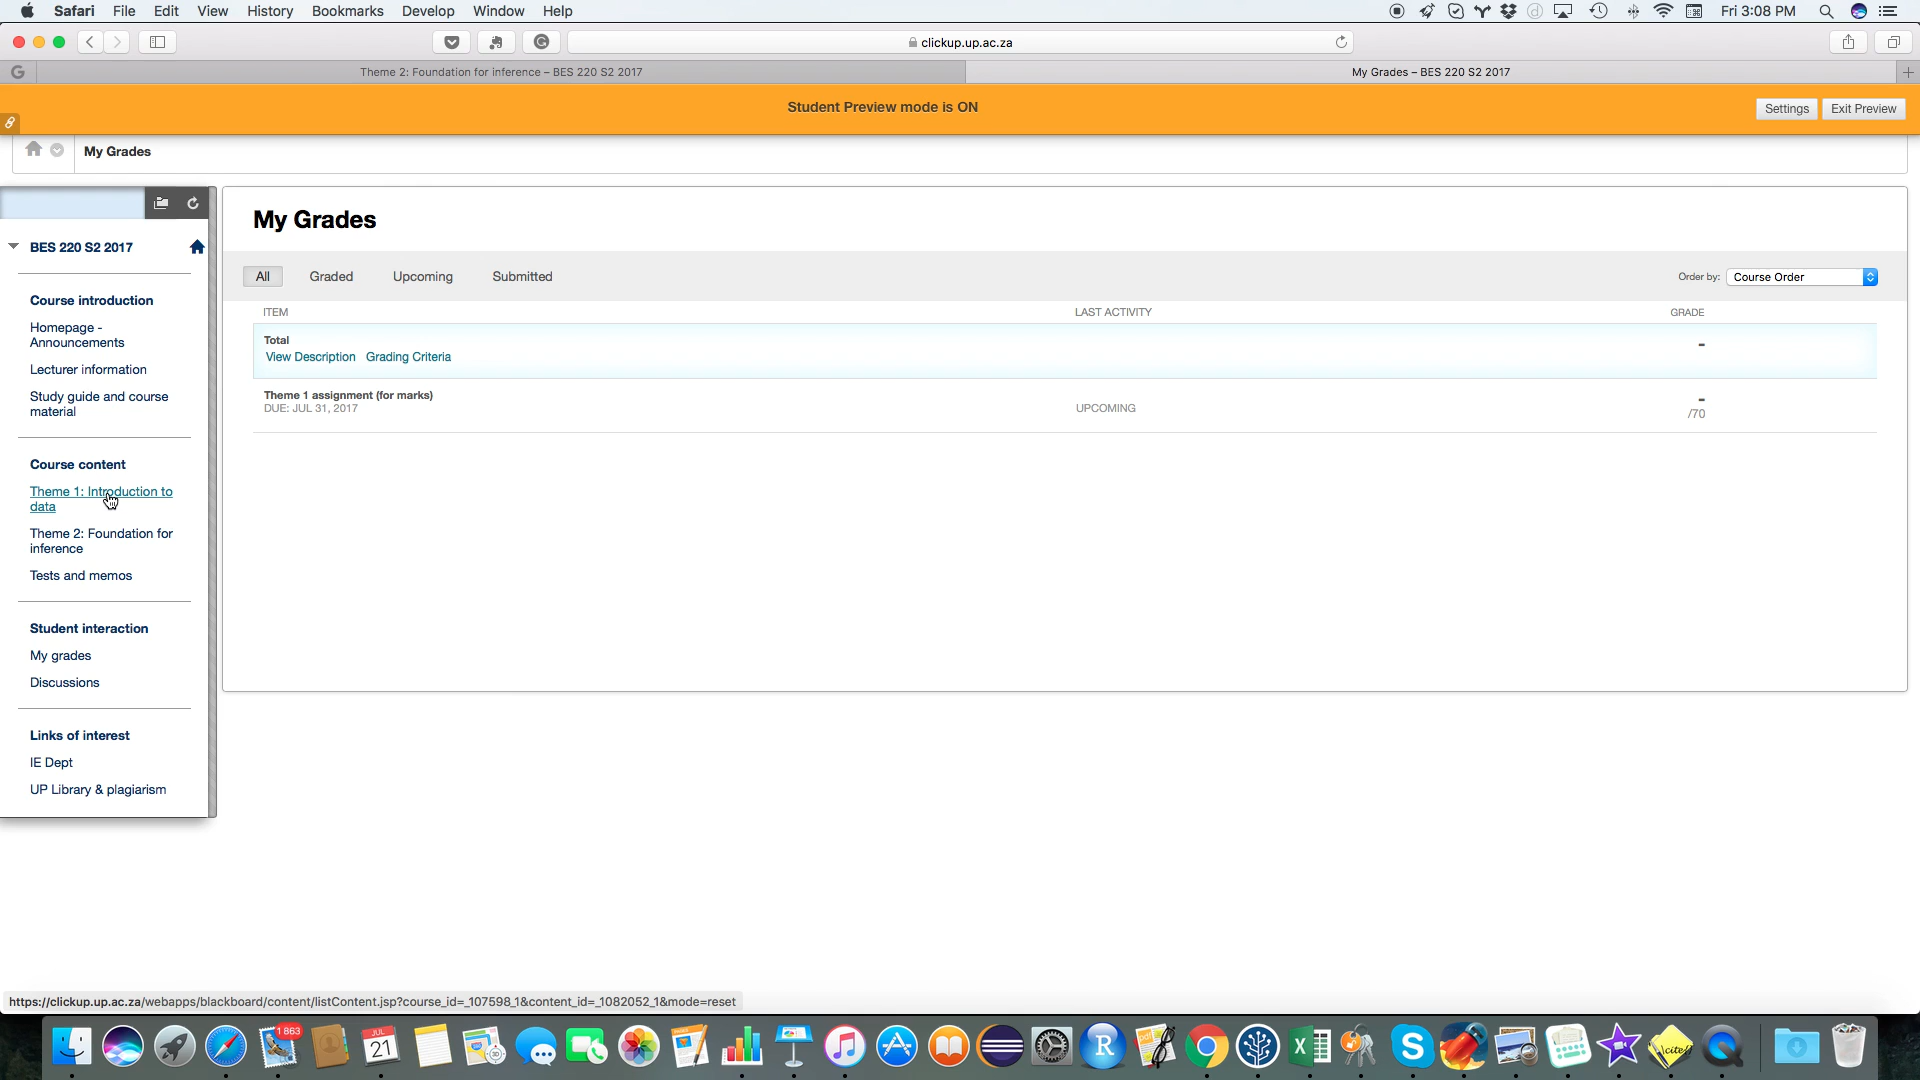 Safari File Edit View History Bookmarks Develop Window Help
Fri 3:08 PM
clickup.up.ac.za
Theme 2: Foundation for inference – BES 220 S2 2017
My Grades – BES 220 S2 2017
Student Preview mode is ON
Settings
Exit Preview
My Grades
BES 220 S2 2017
Course introduction
Homepage -
Announcements
Lecturer information
Study guide and course
material
Course content
Theme 1: Introduction to
data
Theme 2: Foundation for
inference
Tests and memos
Student interaction
My grades
Discussions
Links of interest
IE Dept
UP Library & plagiarism
My Grades
All Graded Upcoming Submitted
Order by: Course Order
ITEM LAST ACTIVITY GRADE
Total
-
View Description Grading Criteria
Theme 1 assignment (for marks)
-
DUE: JUL 31, 2017 UPCOMING /70
https://clickup.up.ac.za/webapps/blackboard/content/listContent.jsp?course_id=_107598_1&content_id=_1082052_1&mode=reset
1 863
JUL
21
PAGES
R
X
S